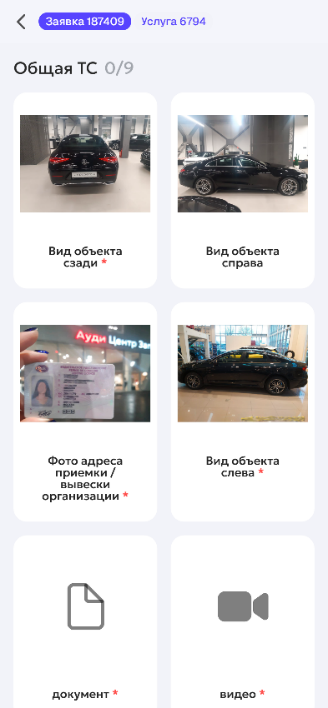 Заявка 187409 Услуга 6794
Общая ТС 0/9
Вид объекта
сзади *
Вид объекта
справа
Ауди Центр
Фото адреса
приемки /
вывески
организации *
Вид объекта
слева *
документ *
видео *